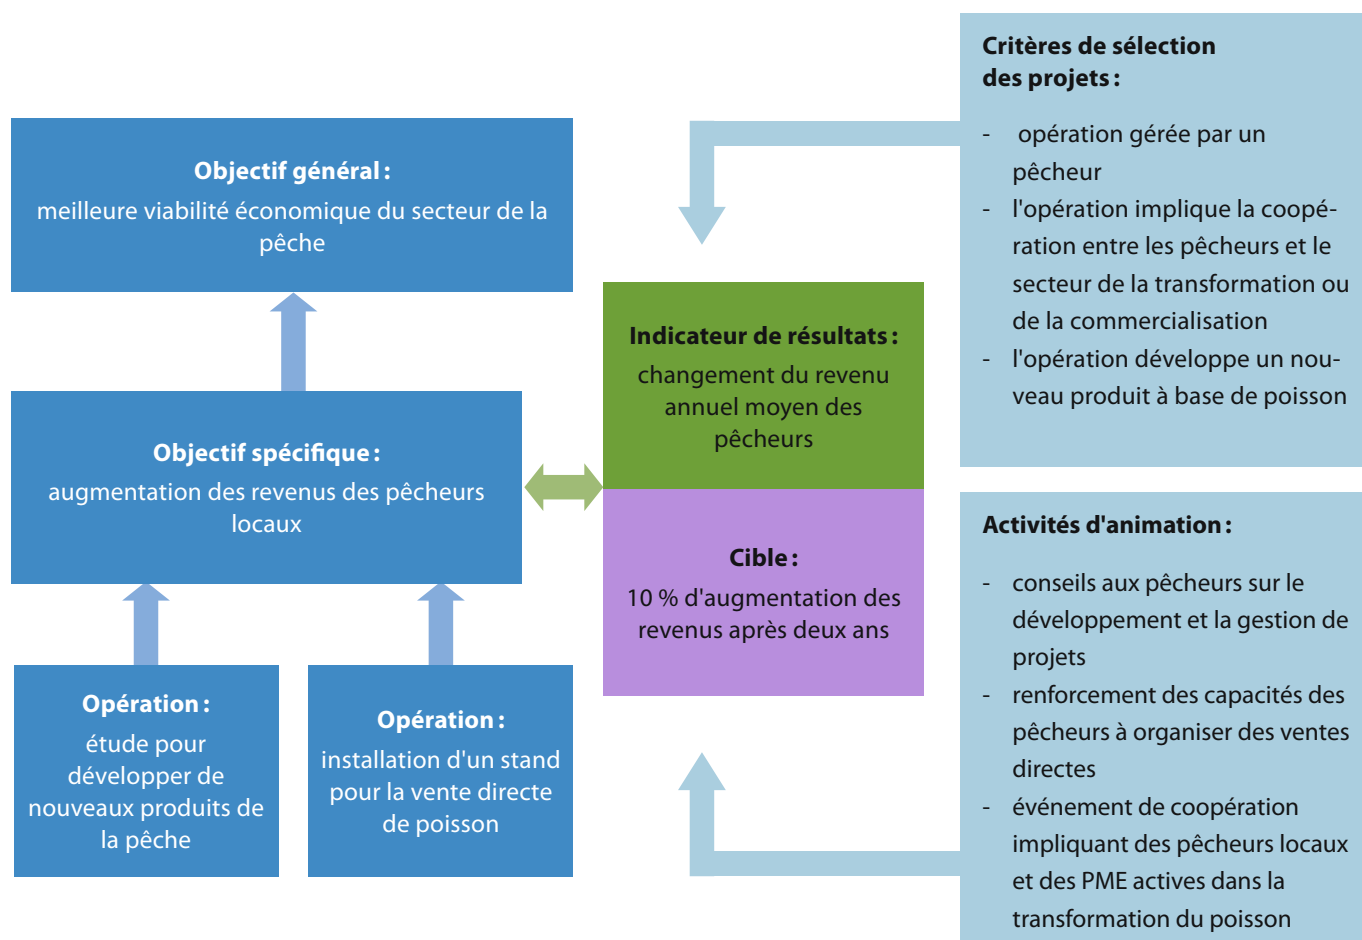 Objectif général :
meilleure viabilité économique du secteur de la
pêche
Objectif spécifique :
augmentation des revenus des pêcheurs
locaux
Opération :
étude pour
développer de
nouveaux produits de
la pêche
Opération :
installation d'un stand
pour la vente directe
de poisson
Indicateur de résultats :
changement du revenu
annuel moyen des
pêcheurs
Cible :
10 % d'augmentation des
revenus après deux ans
Critères de sélection
des projets :
- opération gérée par un
pêcheur
- l'opération implique la coopé-
ration entre les pêcheurs et le
secteur de la transformation ou
de la commercialisation
- l'opération développe un nou-
veau produit à base de poisson
Activités d'animation :
- conseils aux pêcheurs sur le
développement et la gestion de
projets
- renforcement des capacités des
pêcheurs à organiser des ventes
directes
- événement de coopération
impliquant des pêcheurs locaux
et des PME actives dans la
transformation du poisson